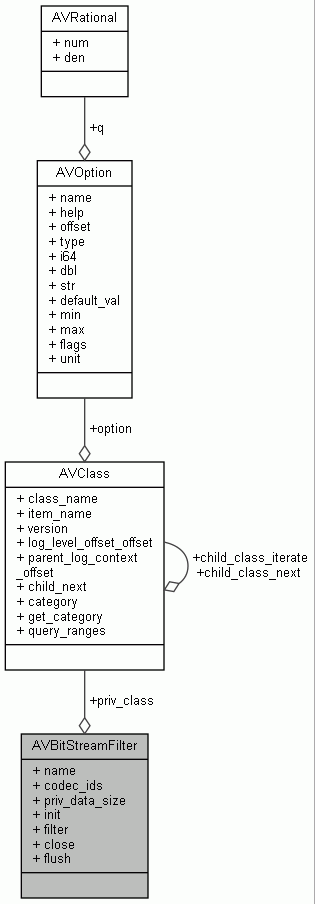 AVRational
+ num
+ den
+q
AVOption
+ name
+ help
+ offset
+ type
+ i64
+ dbl
+ str
+ default_val
+ min
+ max
+ flags
+ unit
+option
AVClass
+ class_name
+ item_name
+ version
+ log_level_offset_offset
+ parent_log_context
_offset
+ child_next
+ category
+ get_category
+ query_ranges
+child_class_iterate
+child_class_next
+priv_class
AVBitStreamFilter
+ name
+ codec_ids
+ priv_data_size
+ init
+ filter
+ close
+ flush